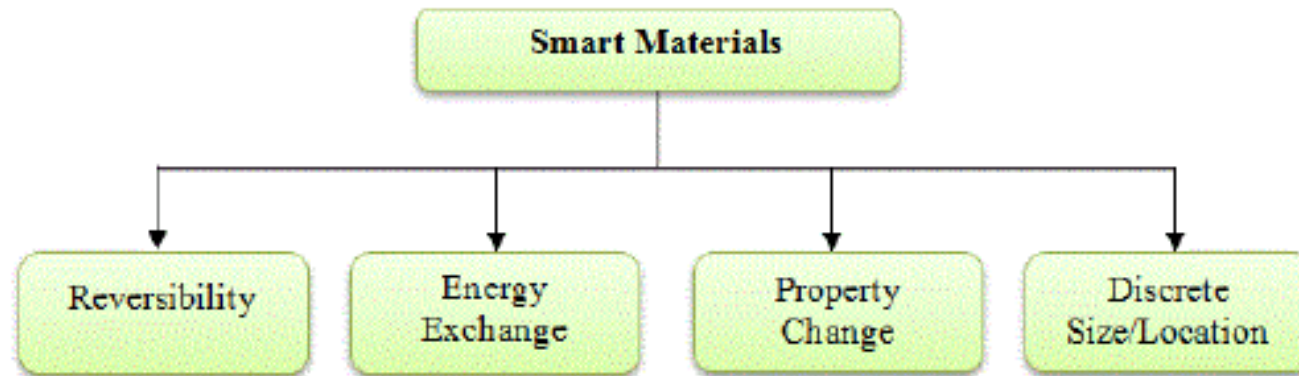 Smart Materials
Reversibility
Energy
Exchange
Property
Change
Discrete
Size/Location